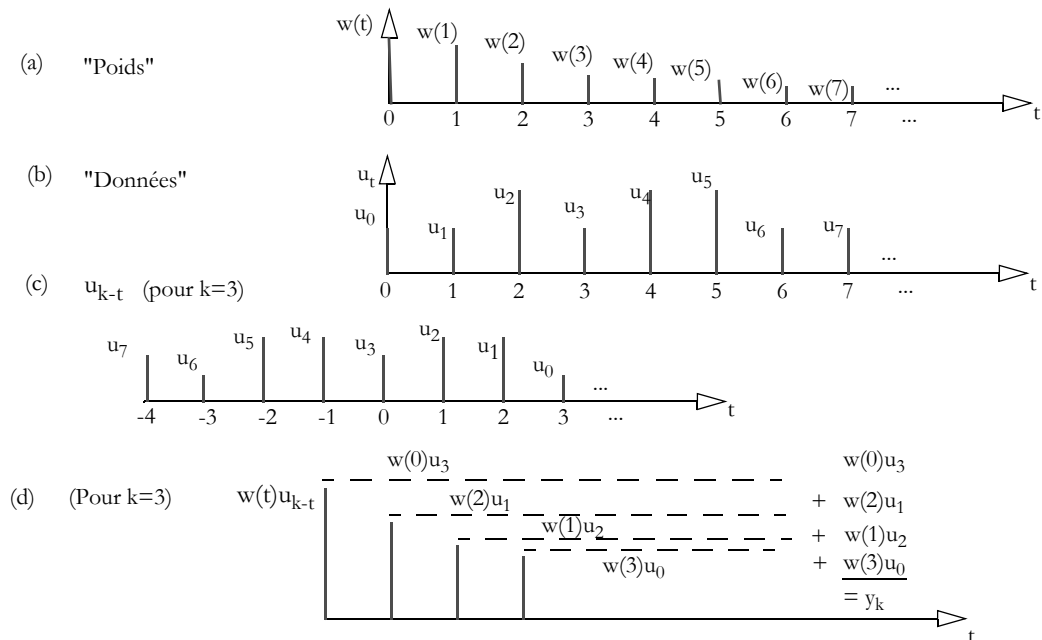 w(t) w(1) w(2) w(3) w(4) w(5) w(6) w(7) ...
(a) "Poids"
0 1 2 3 4 5 6 7 ... t
(b) "Données"
u_t
u_0 u_1 u_2 u_3 u_4 u_5 u_6 u_7 ...
0 1 2 3 4 5 6 7 ... t
(c) u_{k-t} (pour k=3)
u_7 u_6 u_5 u_4 u_3 u_2 u_1 u_0 ...
-4 -3 -2 -1 0 1 2 3 ... t
(d) (Pour k=3) w(t)u_{k-t}
w(0)u_3
w(2)u_1
w(1)u_2
w(3)u_0
w(0)u_3
+ w(2)u_1
+ w(1)u_2
+ w(3)u_0
= y_k
t